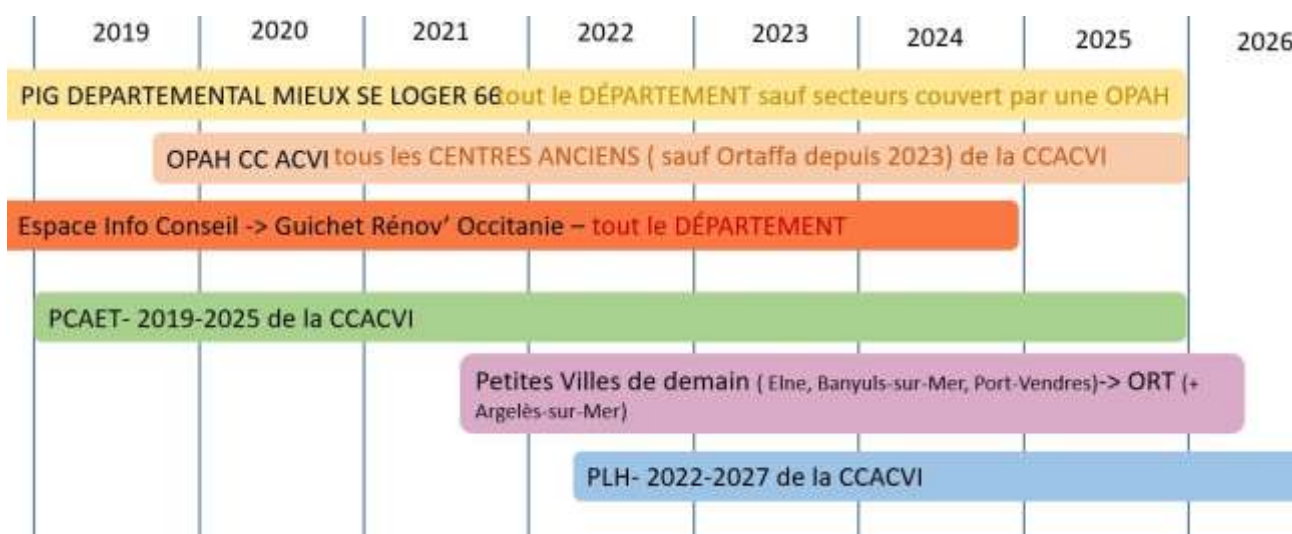 2019 2020 2021 2022 2023 2024 2025 2026
PIG DEPARTEMENTAL MIEUX SE LOGER 66 tout le DÉPARTEMENT sauf secteurs couvert par une OPAH
OPAH CC ACVI tous les CENTRES ANCIENS ( sauf Ortaffa depuis 2023) de la CCACVI
Espace Info Conseil -> Guichet Rénov’ Occitanie – tout le DÉPARTEMENT
PCAET- 2019-2025 de la CCACVI
Petites Villes de demain ( Elne, Banyuls-sur-Mer, Port-Vendres)-> ORT (+
Argelès-sur-Mer)
PLH- 2022-2027 de la CCACVI